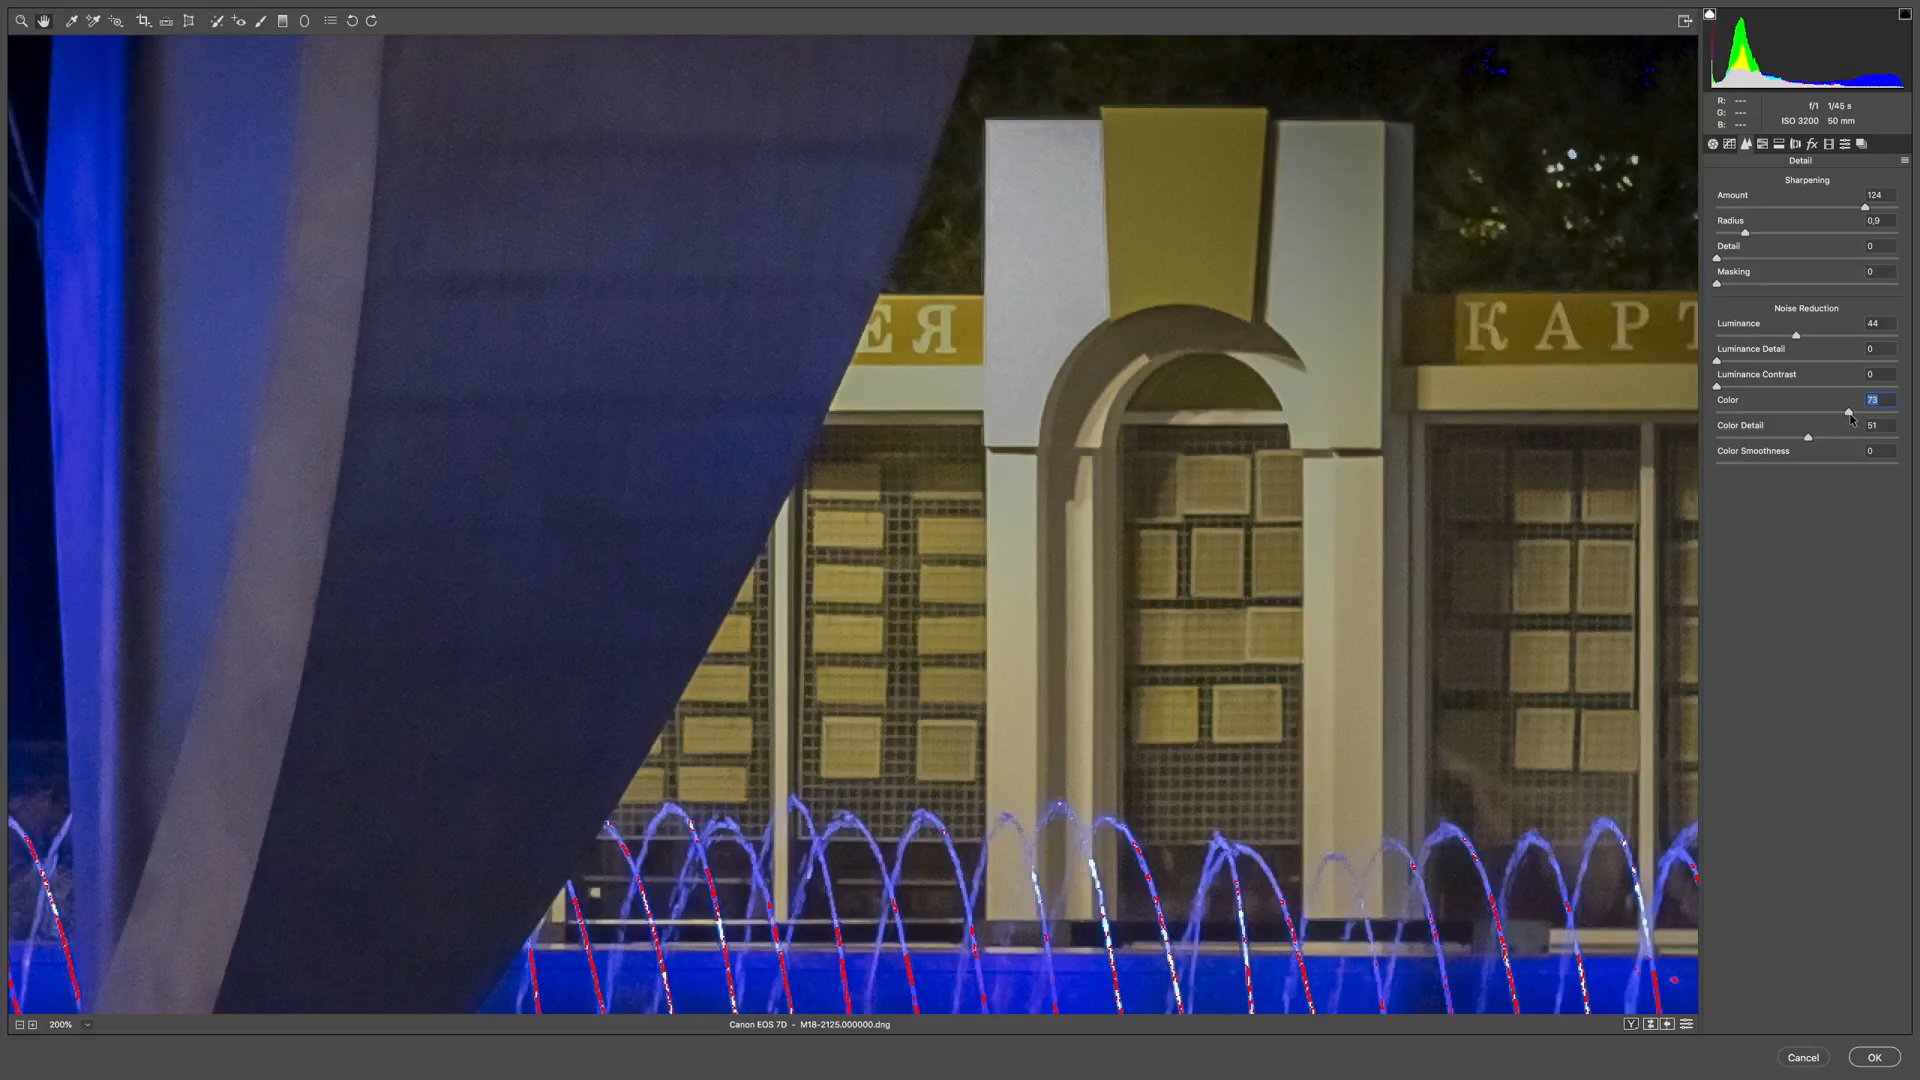 R: ---
G: ---
B: ---
f/1 1/45 s
ISO 3200 50 mm
fx
Detail
Sharpening
Amount 124
Radius 0,9
Detail 0
Masking 0
Noise Reduction
Luminance 44
Luminance Detail 0
Luminance Contrast 0
Color 73
Color Detail 51
Color Smoothness 0
ЕЯ КАРТ
200% Canon EOS 7D - M18-2125.000000.dng Y
Cancel OK